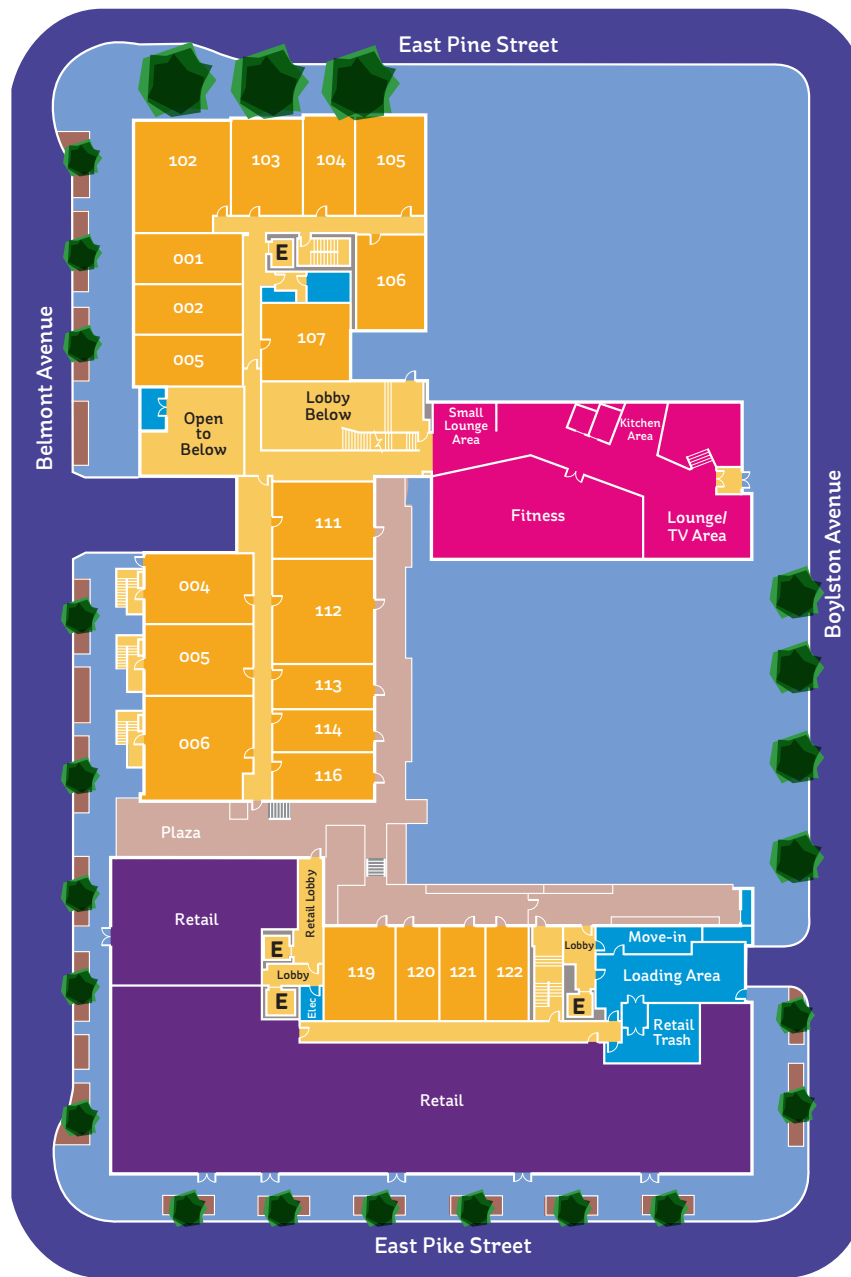 East Pine Street
102
103
104
105
001
E
002
106
005
107
Belmont Avenue
Lobby
Below
Open
to
Below
Small
Lounge
Area
Kitchen
Area
Fitness
Lounge/
TV Area
Boylston Avenue
111
004
112
005
113
006
114
116
Plaza
Retail
Retail Lobby
E
Lobby
E
Elec
119
120
121
122
Lobby
E
Move-in
Loading Area
Retail
Trash
Retail
East Pike Street